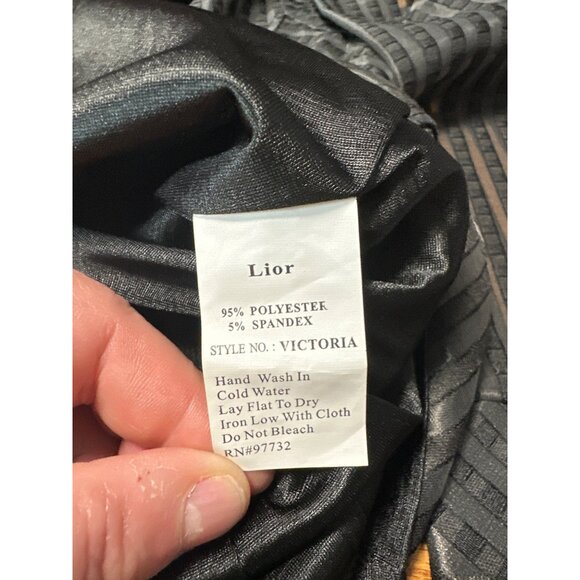 Lior
95% POLYESTER
5% SPANDEX
STYLE NO.: VICTORIA
Hand Wash In
Cold Water
Lay Flat To Dry
Iron Low With Cloth
Do Not Bleach
RN#97732